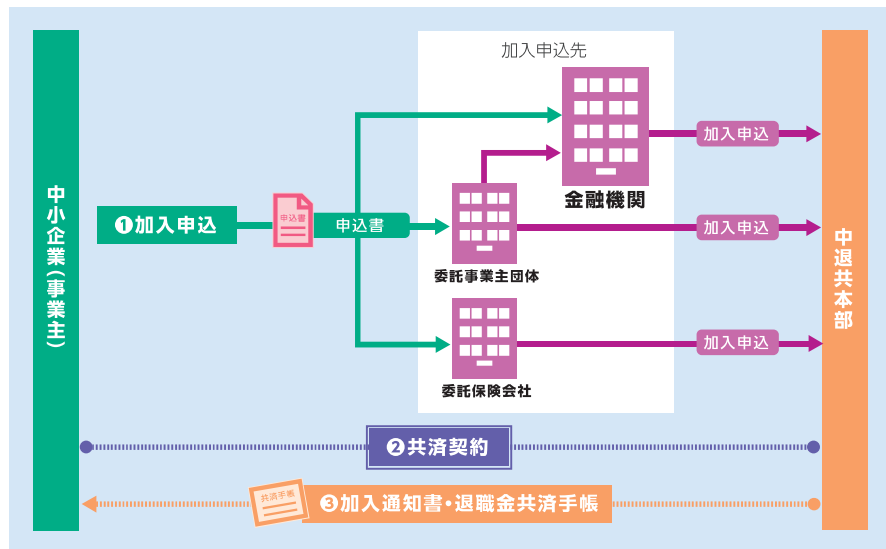 加入申込先
中小企業(事業主)
❶加入申込
申込書
申込書
金融機関
加入申込
委託事業主団体
加入申込
委託保険会社
加入申込
中退共本部
❷共済契約
共済手帳
❸加入通知書・退職金共済手帳